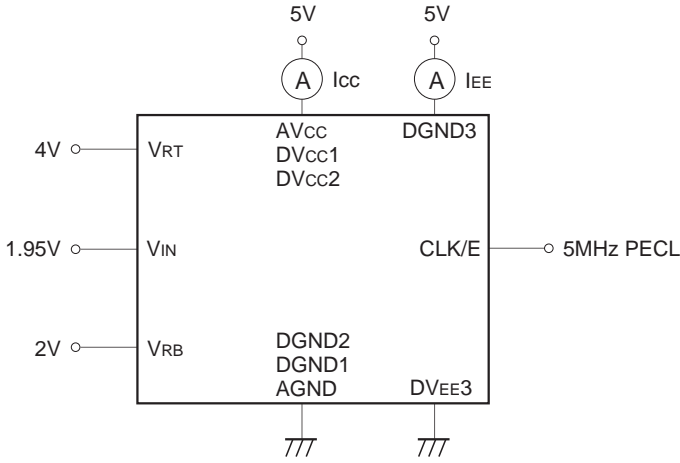 5V 5V
A Icc A IEE
AVcc DGND3
4V VRT DVcc1
DVcc2
1.95V VIN CLK/E 5MHz PECL
2V VRB DGND2
DGND1
AGND DVEE3